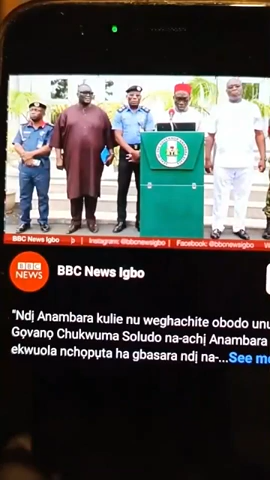 BBC News Igbo
Instagram: @bbcnewsigbo | Facebook: @bbcnewsigbo
BBC
NEWS
BBC News Igbo
"Ndị Anambara kulie nu weghachite obodo unu
Gọvanọ Chukwuma Soludo na-achị Anambara
ekwuola nchọpụta ha gbasara ndị na-... See mo